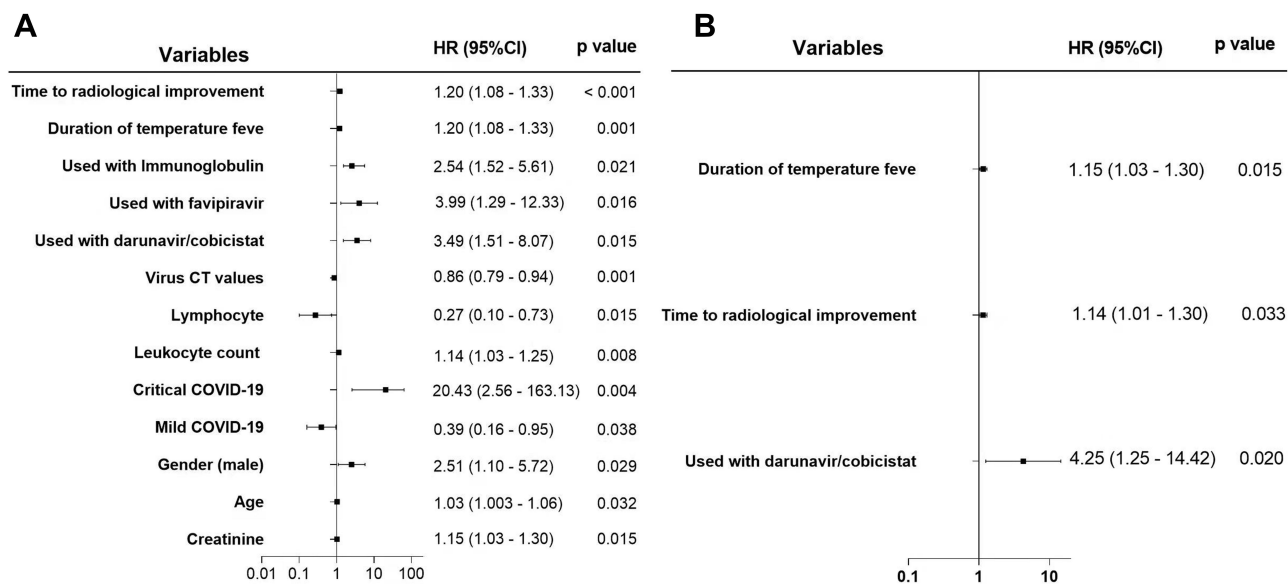 A
Variables HR (95%CI) p value
Time to radiological improvement 1.20 (1.08 - 1.33) < 0.001
Duration of temperature feve 1.20 (1.08 - 1.33) 0.001
Used with Immunoglobulin 2.54 (1.52 - 5.61) 0.021
Used with favipiravir 3.99 (1.29 - 12.33) 0.016
Used with darunavir/cobicistat 3.49 (1.51 - 8.07) 0.015
Virus CT values 0.86 (0.79 - 0.94) 0.001
Lymphocyte 0.27 (0.10 - 0.73) 0.015
Leukocyte count 1.14 (1.03 - 1.25) 0.008
Critical COVID-19 20.43 (2.56 - 163.13) 0.004
Mild COVID-19 0.39 (0.16 - 0.95) 0.038
Gender (male) 2.51 (1.10 - 5.72) 0.029
Age 1.03 (1.003 - 1.06) 0.032
Creatinine 1.15 (1.03 - 1.30) 0.015
0.01 0.1 1 10 100
B
Variables HR (95%CI) p value
Duration of temperature feve 1.15 (1.03 - 1.30) 0.015
Time to radiological improvement 1.14 (1.01 - 1.30) 0.033
Used with darunavir/cobicistat 4.25 (1.25 - 14.42) 0.020
0.1 1 10